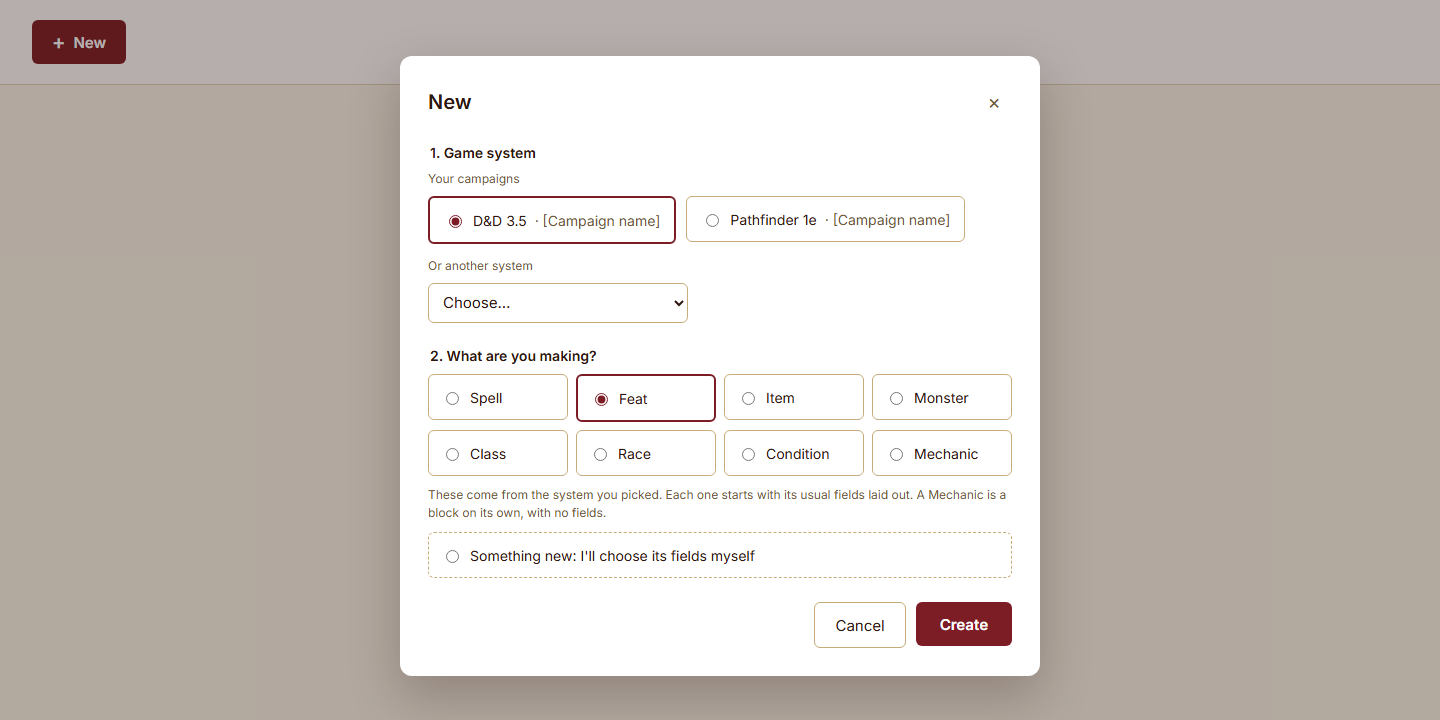 + New
New
×
1. Game system
Your campaigns
D&D 3.5 · [Campaign name]
Pathfinder 1e · [Campaign name]
Or another system
Choose...
2. What are you making?
Spell
Feat
Item
Monster
Class
Race
Condition
Mechanic
These come from the system you picked. Each one starts with its usual fields laid out. A Mechanic is a
block on its own, with no fields.
Something new: I'll choose its fields myself
Cancel
Create